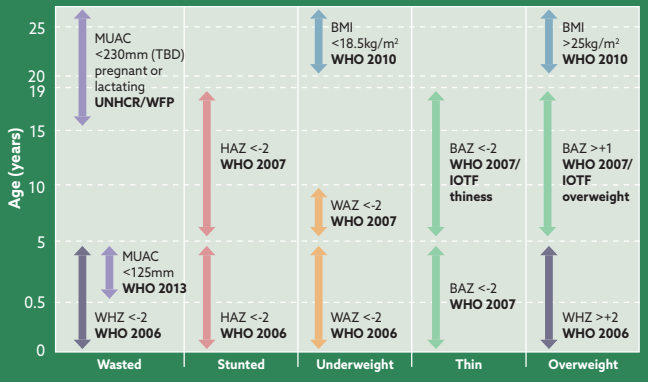 Age (years)
25
20
19
15
10
5
0.5
0
MUAC
<230mm (TBD)
pregnant or
lactating
UNHCR/WFP
MUAC
<125mm
WHO 2013
WHZ <-2
WHO 2006
HAZ <-2
WHO 2007
HAZ <-2
WHO 2006
BMI
<18.5kg/m²
WHO 2010
WAZ <-2
WHO 2007
WAZ <-2
WHO 2006
BAZ <-2
WHO 2007/
IOTF
thiness
BAZ <-2
WHO 2007
BMI
>25kg/m²
WHO 2010
BAZ >+1
WHO 2007/
IOTF
overweight
WHZ >+2
WHO 2006
Wasted
Stunted
Underweight
Thin
Overweight